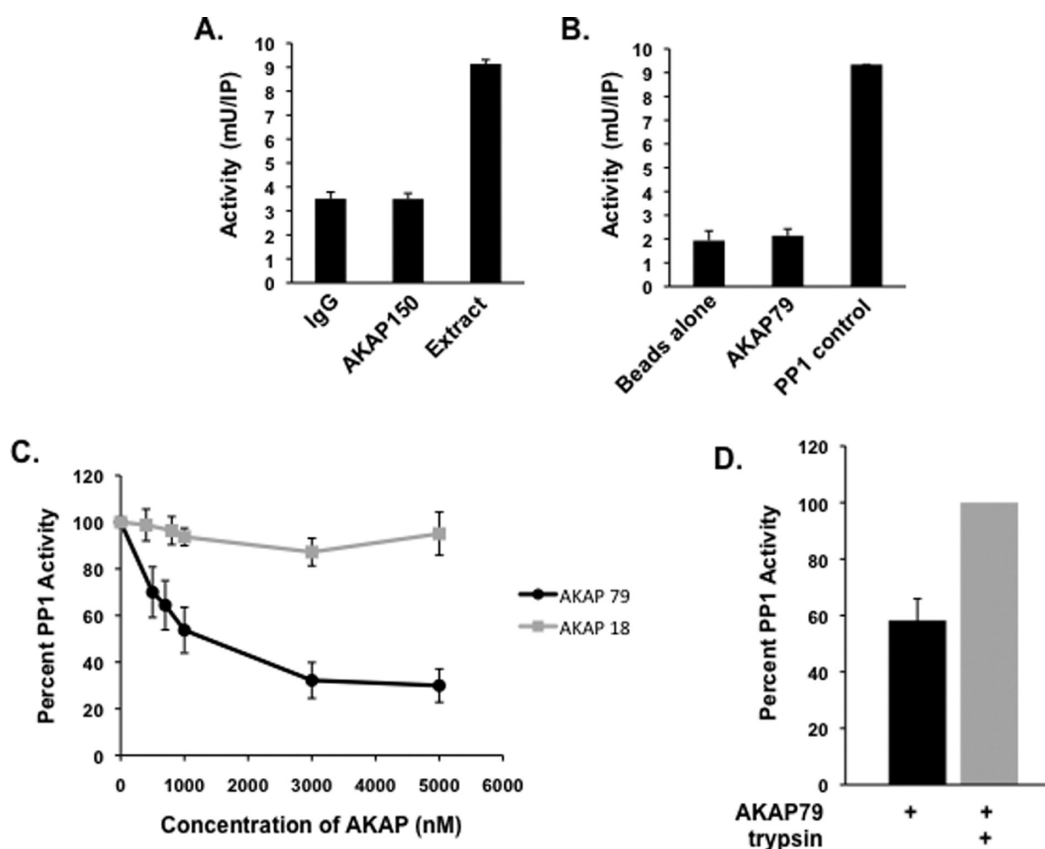 A.
Activity (mU/IP)
10
9
8
7
6
5
4
3
2
1
0
IgG
AKAP150
Extract
B.
Activity (mU/IP)
10
9
8
7
6
5
4
3
2
1
0
Beads alone
AKAP79
PP1 control
C.
Percent PP1 Activity
120
100
80
60
40
20
0
0 1000 2000 3000 4000 5000 6000
Concentration of AKAP (nM)
AKAP 79
AKAP 18
D.
Percent PP1 Activity
120
100
80
60
40
20
0
AKAP79 + +
trypsin +